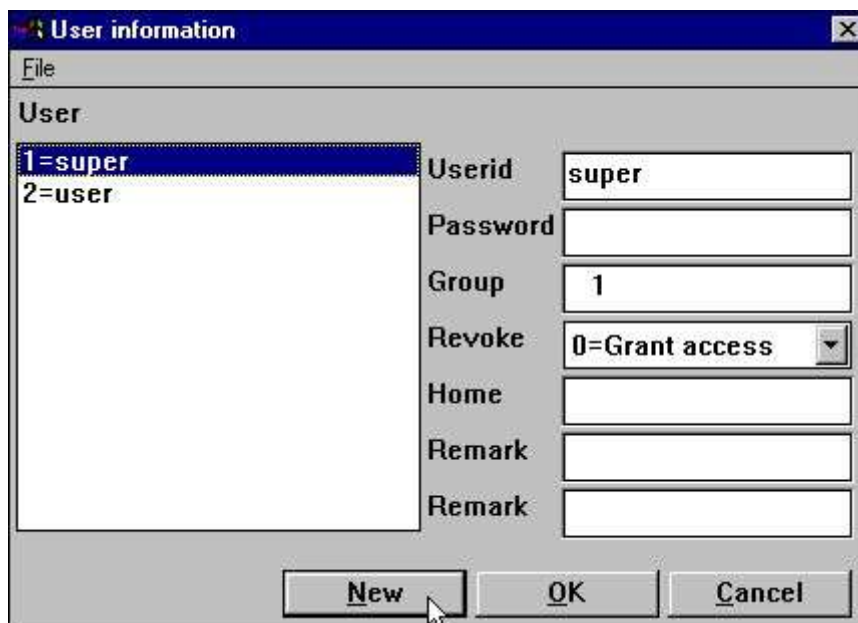 User information
File
User
1=super
2=user
Userid super
Password
Group 1
Revoke 0=Grant access
Home
Remark
Remark
New OK Cancel